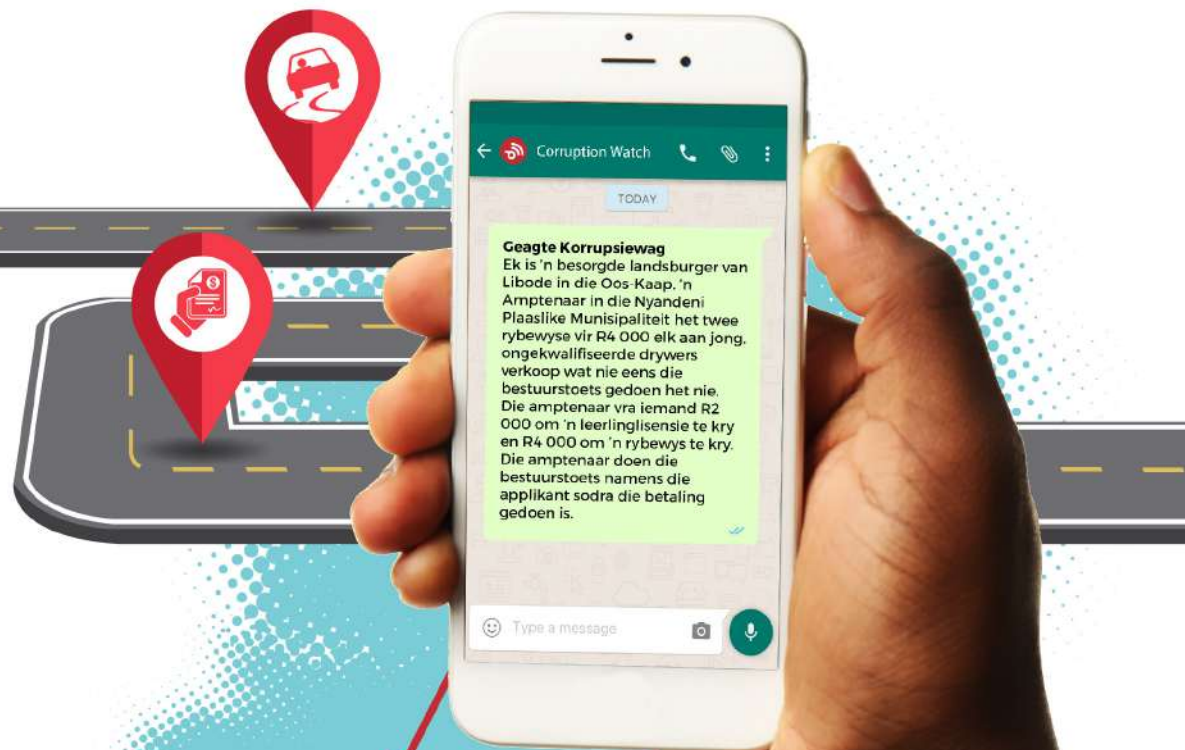 Corruption Watch
TODAY
Geagte Korrupsiewag
Ek is 'n besorgde landsburger van
Libode in die Oos-Kaap. 'n
Amptenaar in die Nyandeni
Plaaslike Munisipaliteit het twee
rybewyse vir R4 000 elk aan jong,
ongekwalifiseerde drywers
verkoop wat nie eens die
bestuurstoets gedoen het nie.
Die amptenaar vra iemand R2
000 om 'n leerlinglisensie te kry
en R4 000 om 'n rybewys te kry.
Die amptenaar doen die
bestuurstoets namens die
applikant sodra die betaling
gedoen is.
Type a message